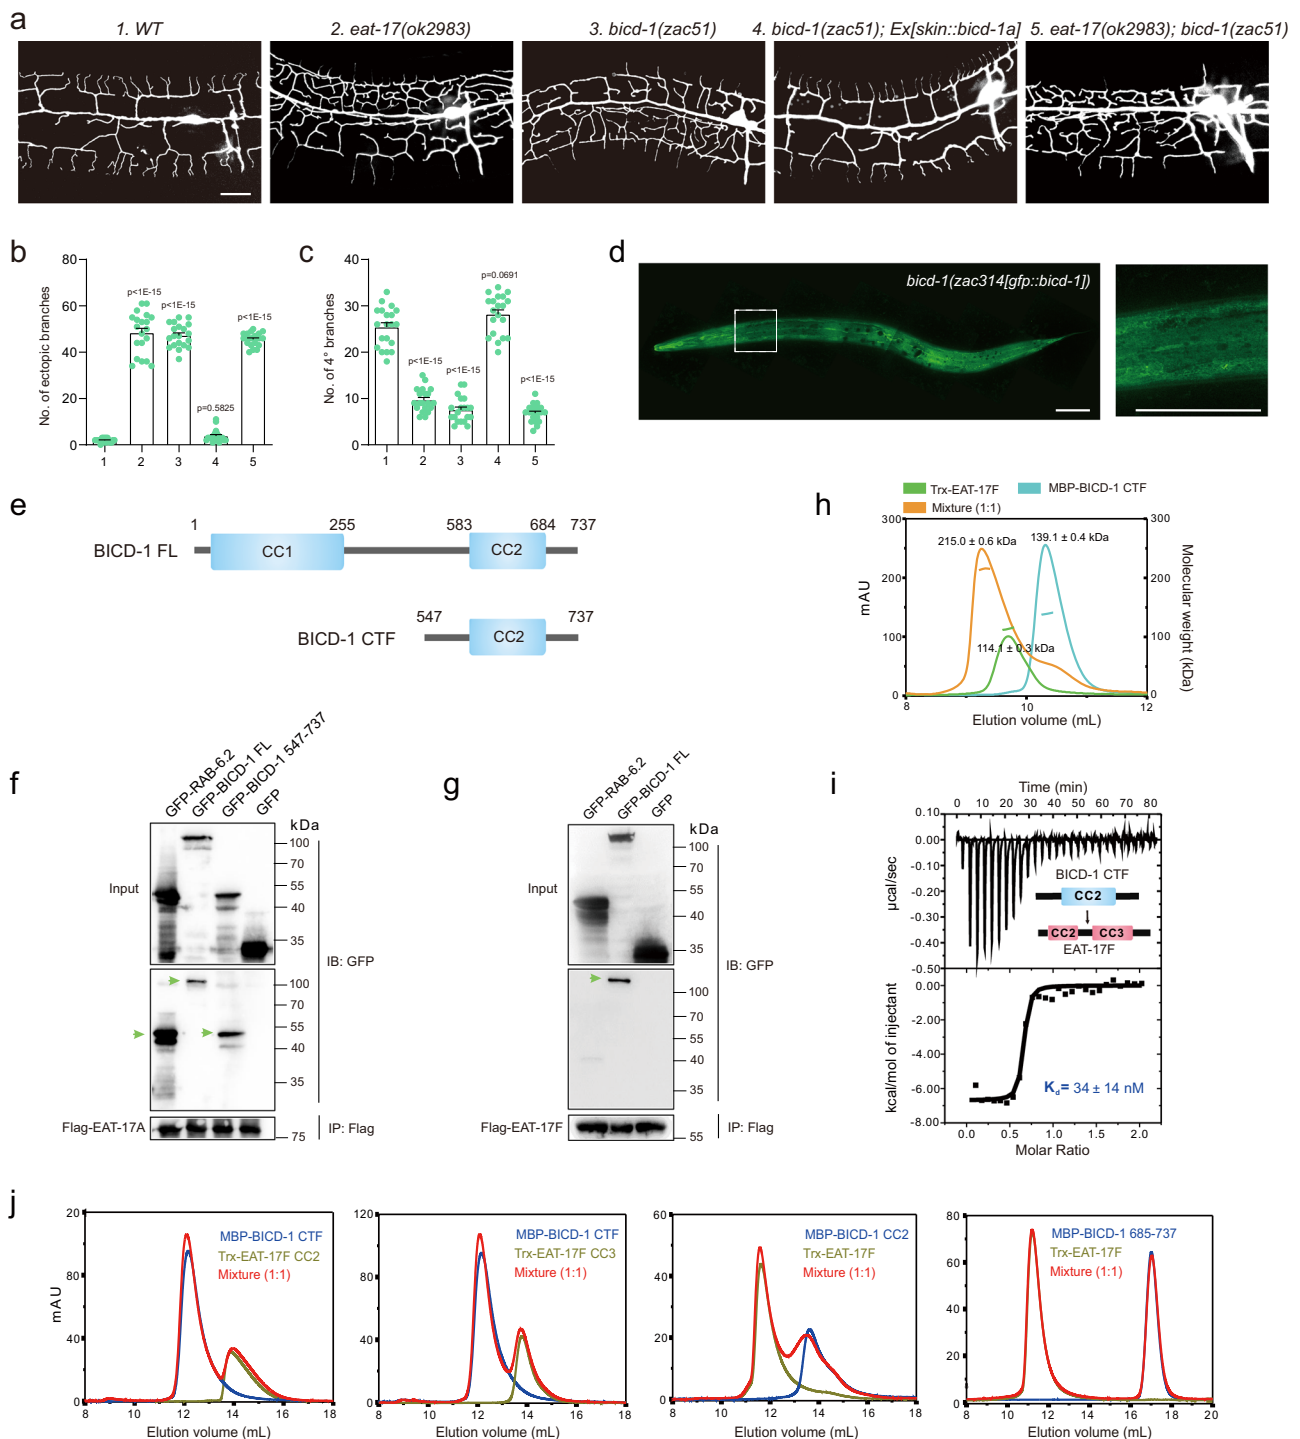 a
1. WT
2. eat-17(ok2983)
3. bicd-1(zac51)
4. bicd-1(zac51); Ex[skin::bicd-1a]
5. eat-17(ok2983); bicd-1(zac51)
b
No. of ectopic branches
80
60
40
20
0
p<1E-15
p<1E-15
p=0.5825
p<1E-15
1 2 3 4 5
c
No. of 4° branches
40
30
20
10
0
p<1E-15
p<1E-15
p=0.0691
p<1E-15
1 2 3 4 5
d
bicd-1(zac314[gfp::bicd-1])
e
1 255 583 684 737
BICD-1 FL
CC1
CC2
547 737
BICD-1 CTF
CC2
h
Trx-EAT-17F
MBP-BICD-1 CTF
Mixture (1:1)
300
200
100
0
mAU
215.0 ± 0.6 kDa
139.1 ± 0.4 kDa
114.1 ± 0.3 kDa
300
200
100
0
Molecular weight (kDa)
8 10 12
Elution volume (mL)
f
GFP-RAB-6.2
GFP-BICD-1 FL
GFP-BICD-1 547-737
GFP
kDa
Input
100
70
55
40
35
IB: GFP
100
70
55
40
35
Flag-EAT-17A
75
IP: Flag
g
GFP-RAB-6.2
GFP-BICD-1 FL
GFP
kDa
Input
100
70
55
40
35
IB: GFP
100
70
55
40
35
Flag-EAT-17F
55
IP: Flag
i
Time (min)
0 10 20 30 40 50 60 70 80
0.10
0.00
-0.10
-0.20
-0.30
-0.40
-0.50
µcal/sec
BICD-1 CTF
CC2
CC2 CC3
EAT-17F
0.00
-2.00
-4.00
-6.00
-8.00
kcal/mol of injectant
Kd= 34 ± 14 nM
0.0 0.5 1.0 1.5 2.0
Molar Ratio
j
20
80
40
0
mAU
MBP-BICD-1 CTF
Trx-EAT-17F CC2
Mixture (1:1)
8 10 12 14 16 18
Elution volume (mL)
120
80
40
0
MBP-BICD-1 CTF
Trx-EAT-17F CC3
Mixture (1:1)
8 10 12 14 16 18
Elution volume (mL)
60
40
20
0
MBP-BICD-1 CC2
Trx-EAT-17F
Mixture (1:1)
8 10 12 14 16 18
Elution volume (mL)
80
60
40
20
0
MBP-BICD-1 685-737
Trx-EAT-17F
Mixture (1:1)
8 10 12 14 16 18 20
Elution volume (mL)